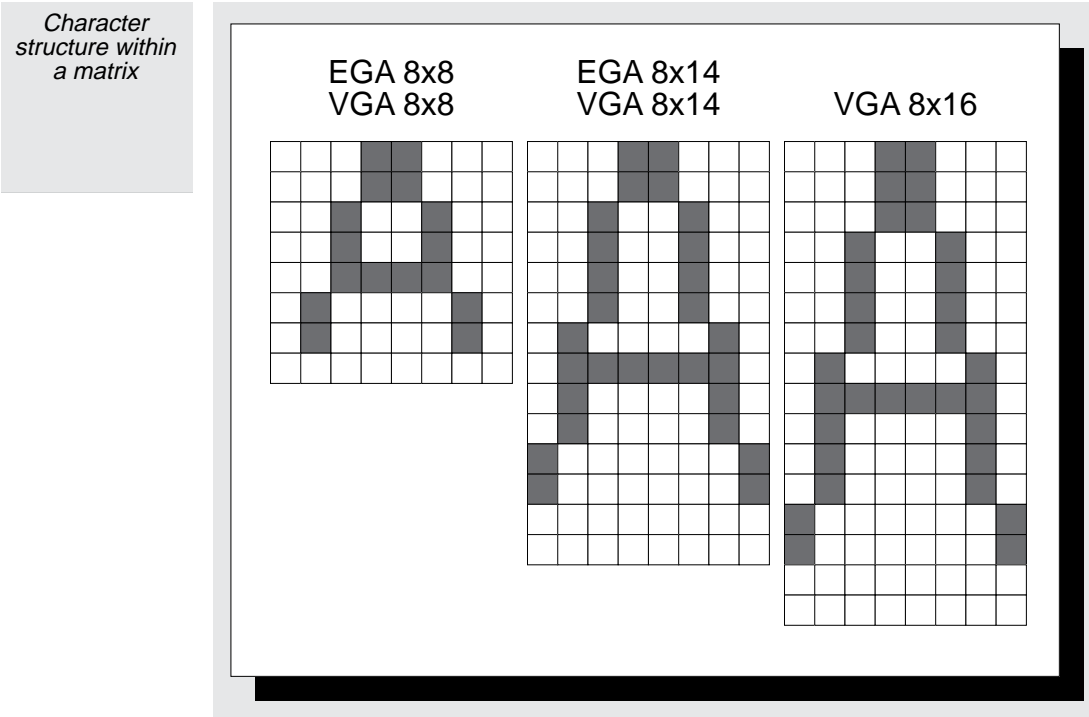 Character
structure within
a matrix
EGA 8x8
VGA 8x8
EGA 8x14
VGA 8x14
VGA 8x16